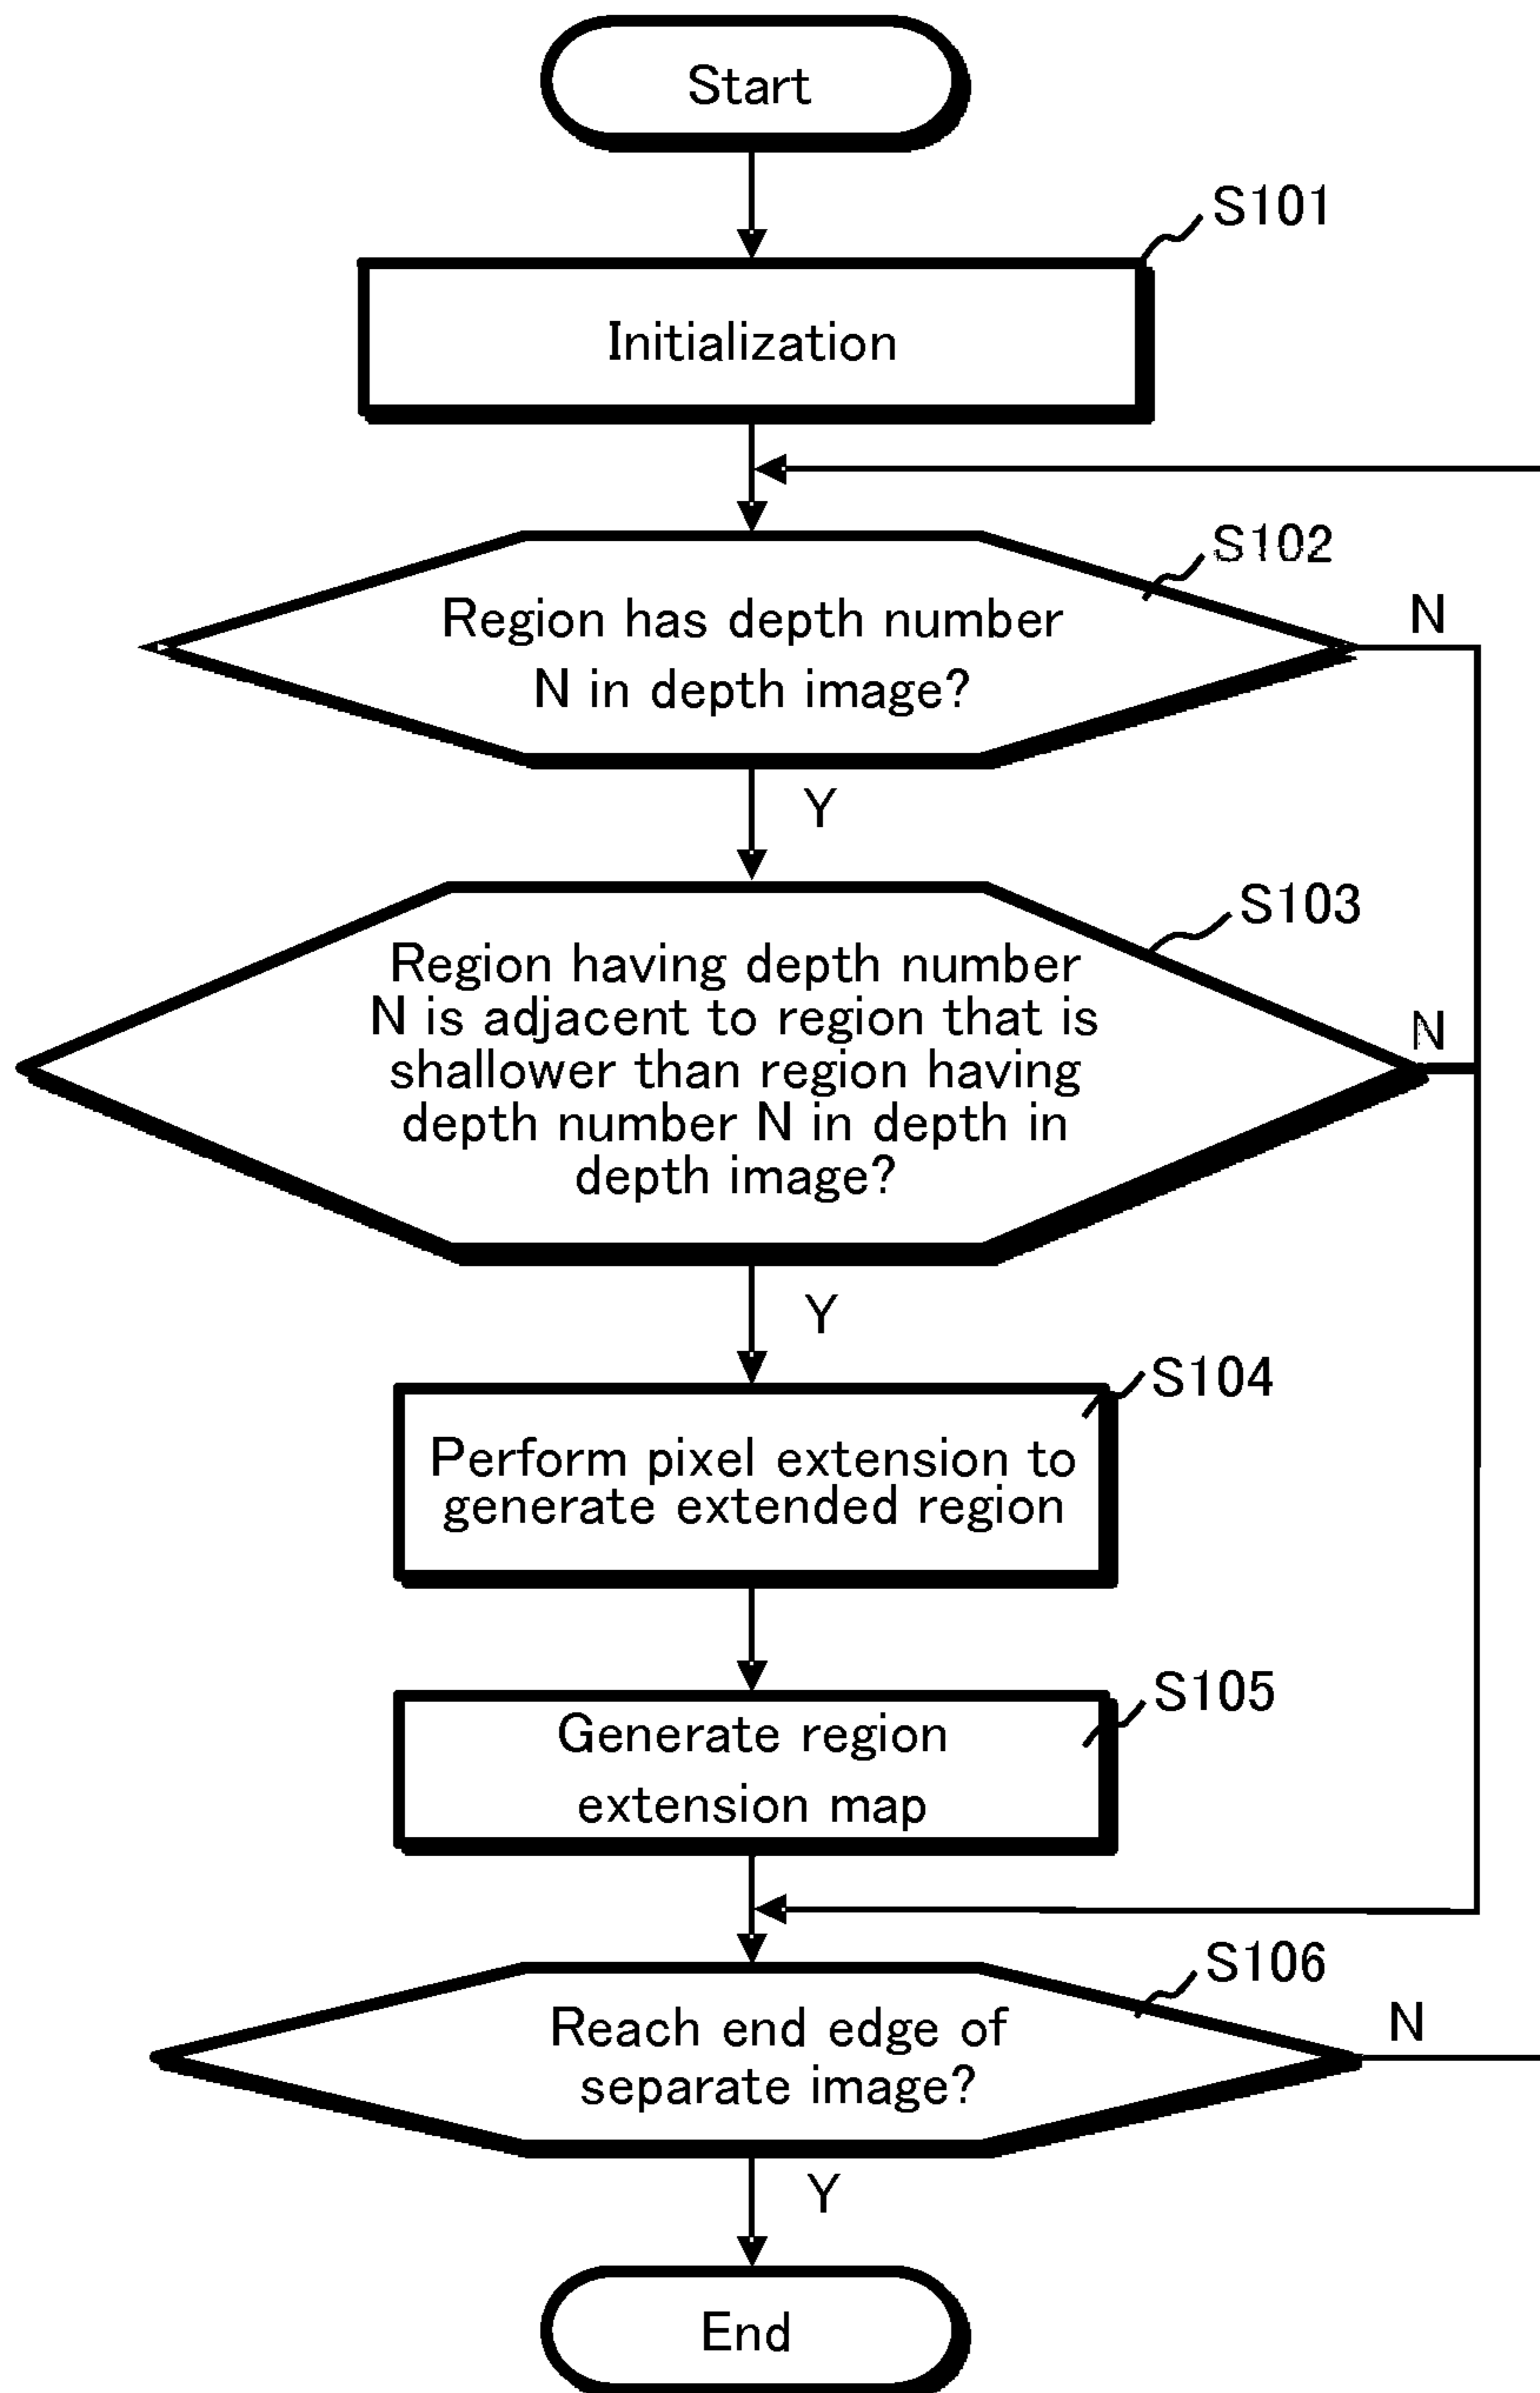 Start
S101
Initialization
S102
Region has depth number
N in depth image?
N
Y
S103
Region having depth number
N is adjacent to region that is
shallower than region having
depth number N in depth in
depth image?
N
Y
S104
Perform pixel extension to
generate extended region
S105
Generate region
extension map
S106
Reach end edge of
separate image?
N
Y
End